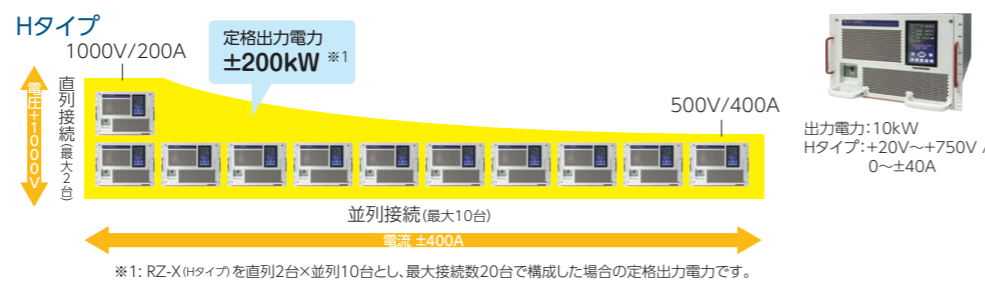 Hタイプ
1000V/200A
定格出力電力
±200kW ※1
500V/400A
電圧+1000V
直列接続(最大2台)
並列接続(最大10台)
電流 ±400A
※1: RZ-X(Hタイプ)を直列2台×並列10台とし、最大接続数20台で構成した場合の定格出力電力です。
出力電力:10kW
Hタイプ:+20V～+750V /
0～±40A